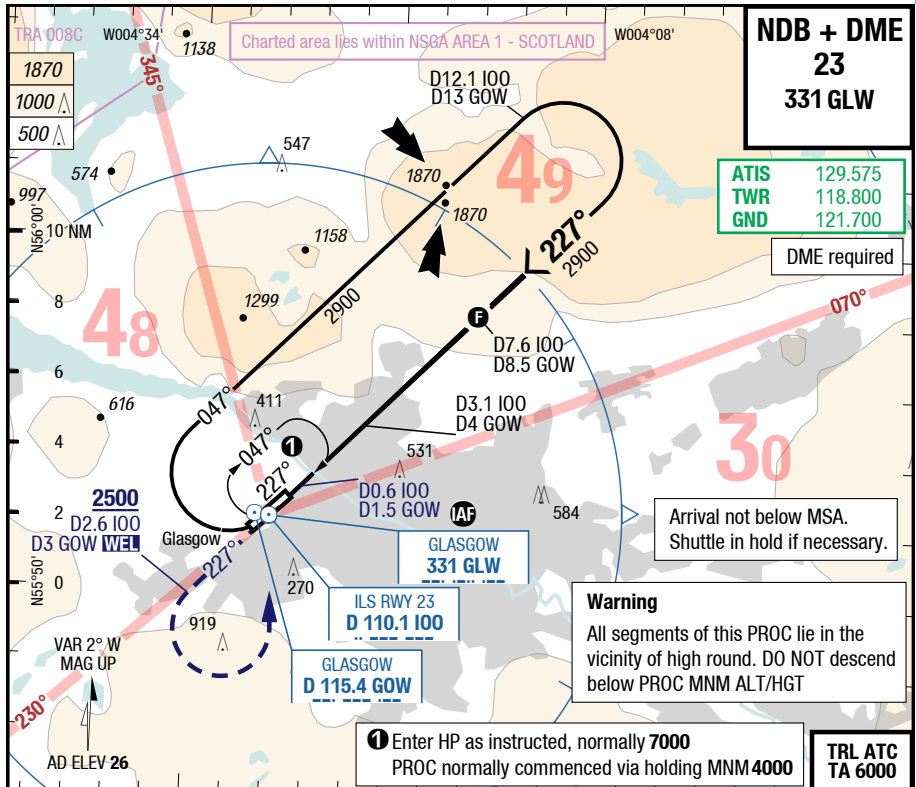 TRA 008C
W004°34'
1138
Charted area lies within NSGA AREA 1 - SCOTLAND
W004°08'
NDB + DME
23
331 GLW
1870
1000
500
345°
D12.1 IOO
D13 GOW
547
574
997
1870
49
1870
ATIS 129.575
TWR 118.800
GND 121.700
N56°00'
10 NM
1158
227°
2900
DME required
8
1299
2900
070°
48
F
D7.6 IOO
D8.5 GOW
6
616
047°
411
D3.1 IOO
D4 GOW
4
047°
1
531
30
227°
D0.6 IOO
D1.5 GOW
2500
D2.6 IOO
D3 GOW WEL
2
Glasgow
IAF
584
Arrival not below MSA.
Shuttle in hold if necessary.
227°
GLASGOW
331 GLW
N55°50'
0
270
ILS RWY 23
D 110.1 IOO
Warning
All segments of this PROC lie in the
vicinity of high round. DO NOT descend
below PROC MNM ALT/HGT
919
VAR 2° W
MAG UP
GLASGOW
D 115.4 GOW
230°
AD ELEV 26
1 Enter HP as instructed, normally 7000
PROC normally commenced via holding MNM 4000
TRL ATC
TA 6000